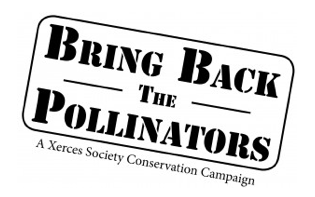 BRING BACK
THE
POLLINATORS
A Xerces Society Conservation Campaign